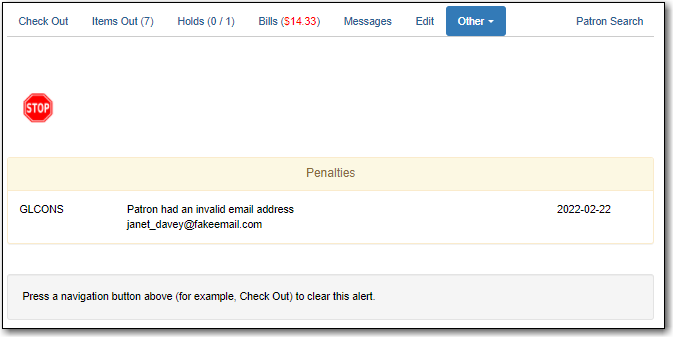 Check Out Items Out (7) Holds (0 / 1) Bills ($14.33) Messages Edit Other Patron Search
STOP
Penalties
GLCONS Patron had an invalid email address 2022-02-22
janet_davey@fakeemail.com
Press a navigation button above (for example, Check Out) to clear this alert.